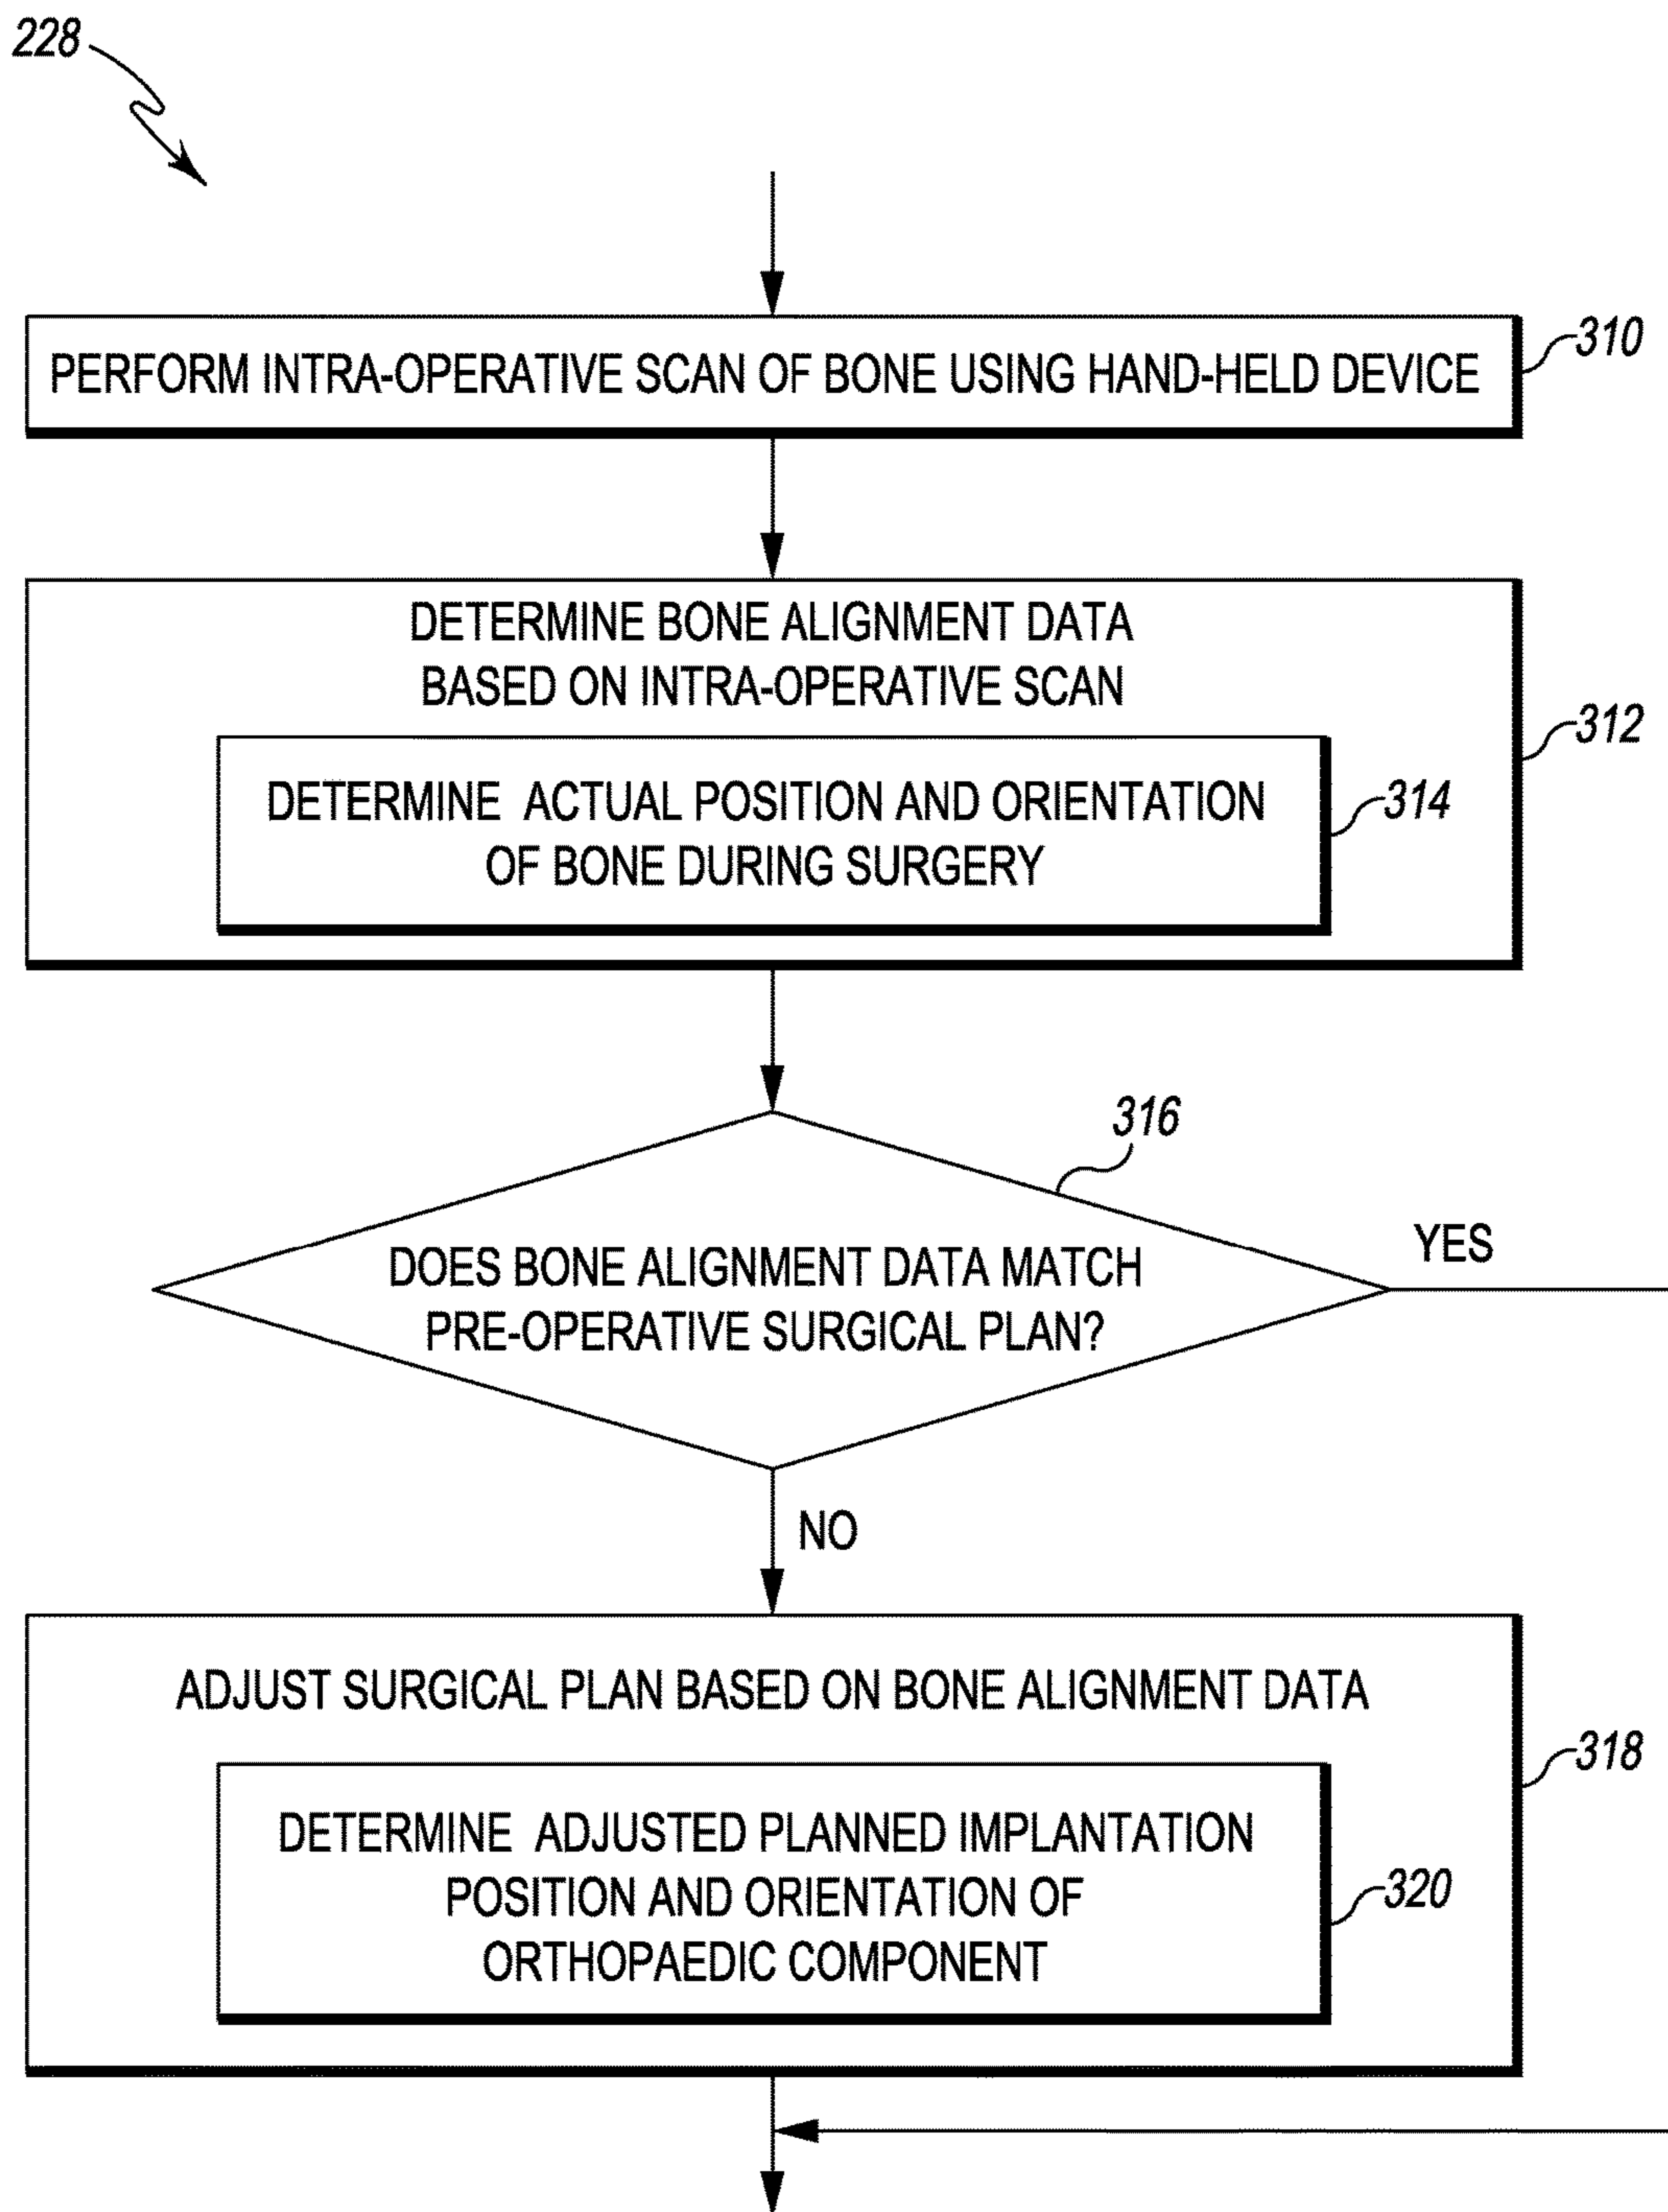 228
PERFORM INTRA-OPERATIVE SCAN OF BONE USING HAND-HELD DEVICE
310
DETERMINE BONE ALIGNMENT DATA
BASED ON INTRA-OPERATIVE SCAN
312
DETERMINE ACTUAL POSITION AND ORIENTATION
OF BONE DURING SURGERY
314
316
DOES BONE ALIGNMENT DATA MATCH
PRE-OPERATIVE SURGICAL PLAN?
YES
NO
ADJUST SURGICAL PLAN BASED ON BONE ALIGNMENT DATA
318
DETERMINE ADJUSTED PLANNED IMPLANTATION
POSITION AND ORIENTATION OF
ORTHOPAEDIC COMPONENT
320